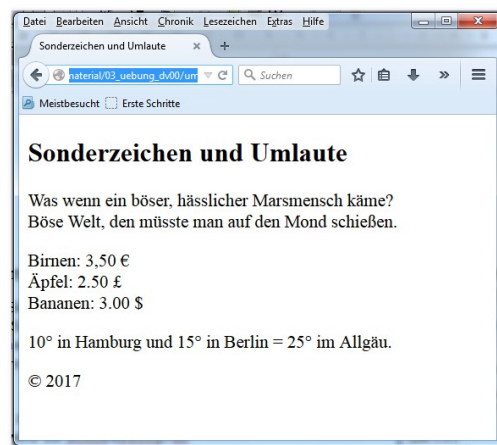 Datei Bearbeiten Ansicht Chronik Lesezeichen Extras Hilfe
Sonderzeichen und Umlaute × +
naterial/03_uebung_dv00/um Suchen »
Meistbesucht Erste Schritte
Sonderzeichen und Umlaute
Was wenn ein böser, hässlicher Marsmensch käme?
Böse Welt, den müsste man auf den Mond schießen.
Birnen: 3,50 €
Äpfel: 2.50 £
Bananen: 3.00 $
10° in Hamburg und 15° in Berlin = 25° im Allgäu.
© 2017